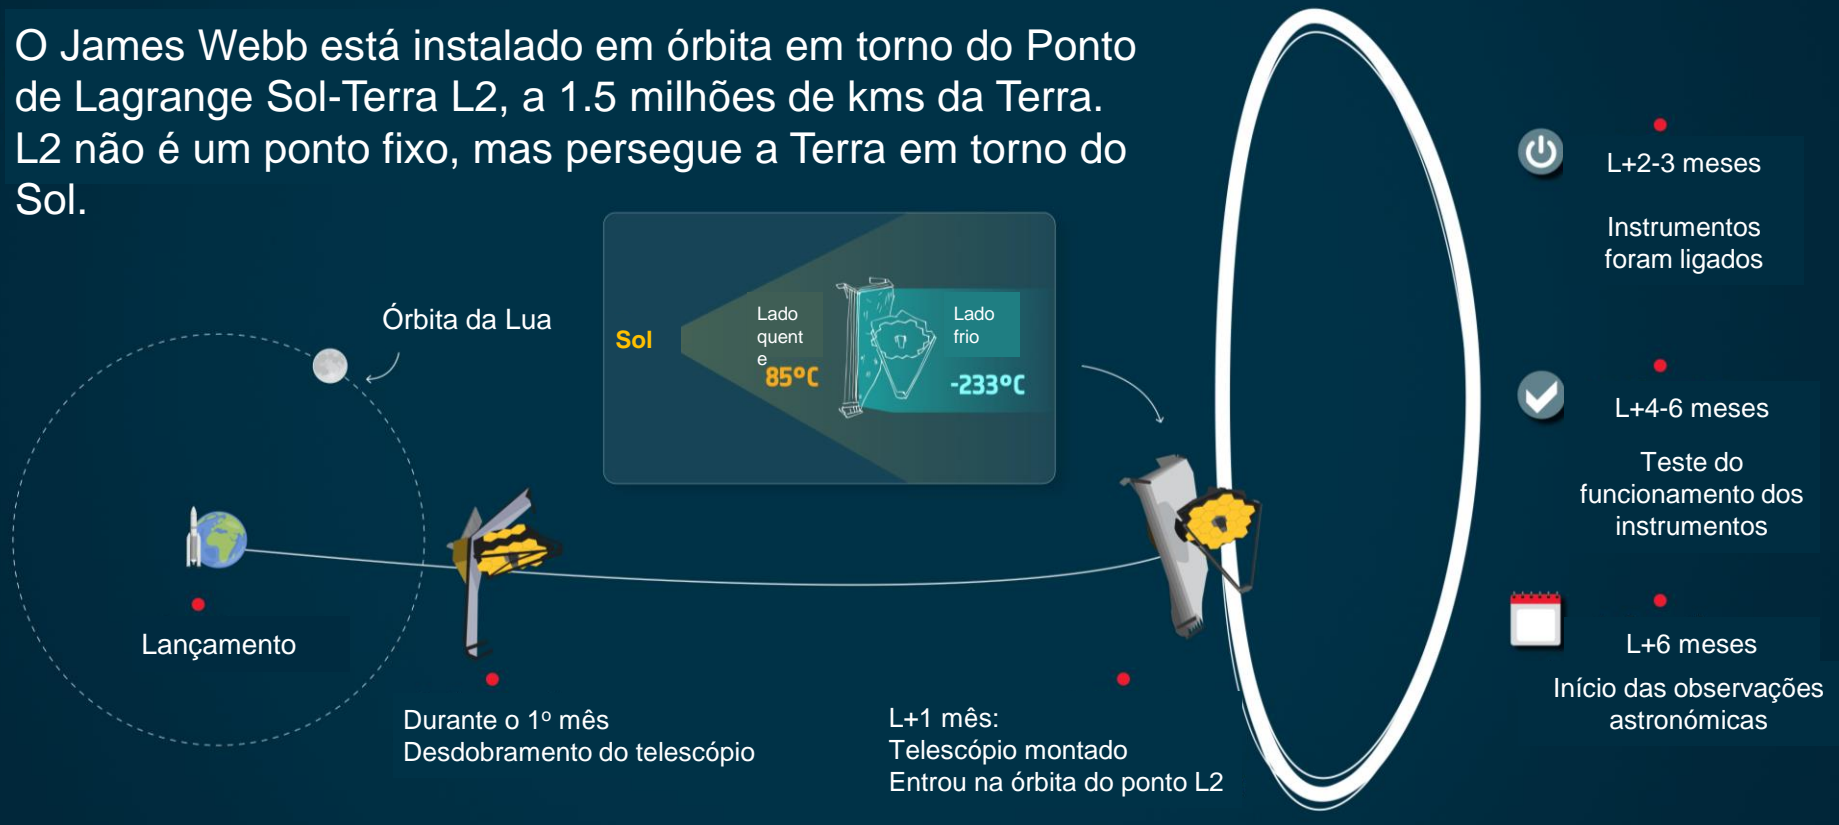 O James Webb está instalado em órbita em torno do Ponto
de Lagrange Sol-Terra L2, a 1.5 milhões de kms da Terra.
L2 não é um ponto fixo, mas persegue a Terra em torno do
Sol.
Órbita da Lua
Sol
Lado
quent
e
85ºC
Lado
frio
-233ºC
Lançamento
Durante o 1º mês
Desdobramento do telescópio
L+1 mês:
Telescópio montado
Entrou na órbita do ponto L2
L+2-3 meses
Instrumentos
foram ligados
L+4-6 meses
Teste do
funcionamento dos
instrumentos
L+6 meses
Início das observações
astronómicas